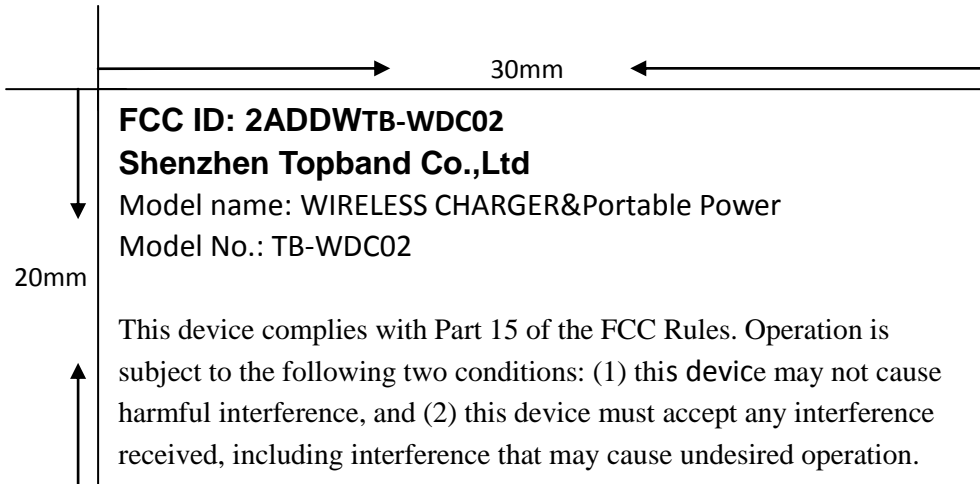 30mm
FCC ID: 2ADDWTB-WDC02
Shenzhen Topband Co.,Ltd
Model name: WIRELESS CHARGER&Portable Power
Model No.: TB-WDC02
20mm
This device complies with Part 15 of the FCC Rules. Operation is
subject to the following two conditions: (1) this device may not cause
harmful interference, and (2) this device must accept any interference
received, including interference that may cause undesired operation.